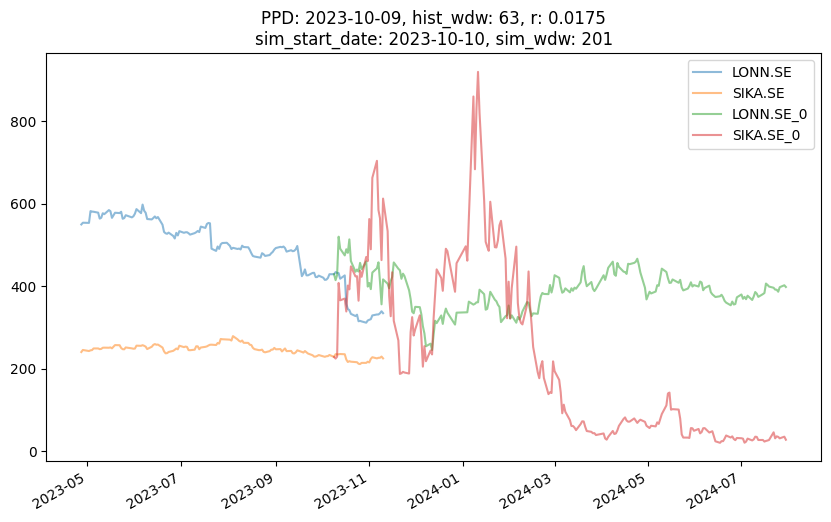 PPD: 2023-10-09, hist_wdw: 63, r: 0.0175
sim_start_date: 2023-10-10, sim_wdw: 201
LONN.SE
SIKA.SE
LONN.SE_0
SIKA.SE_0
800
600
400
200
0
2023-05
2023-07
2023-09
2023-11
2024-01
2024-03
2024-05
2024-07